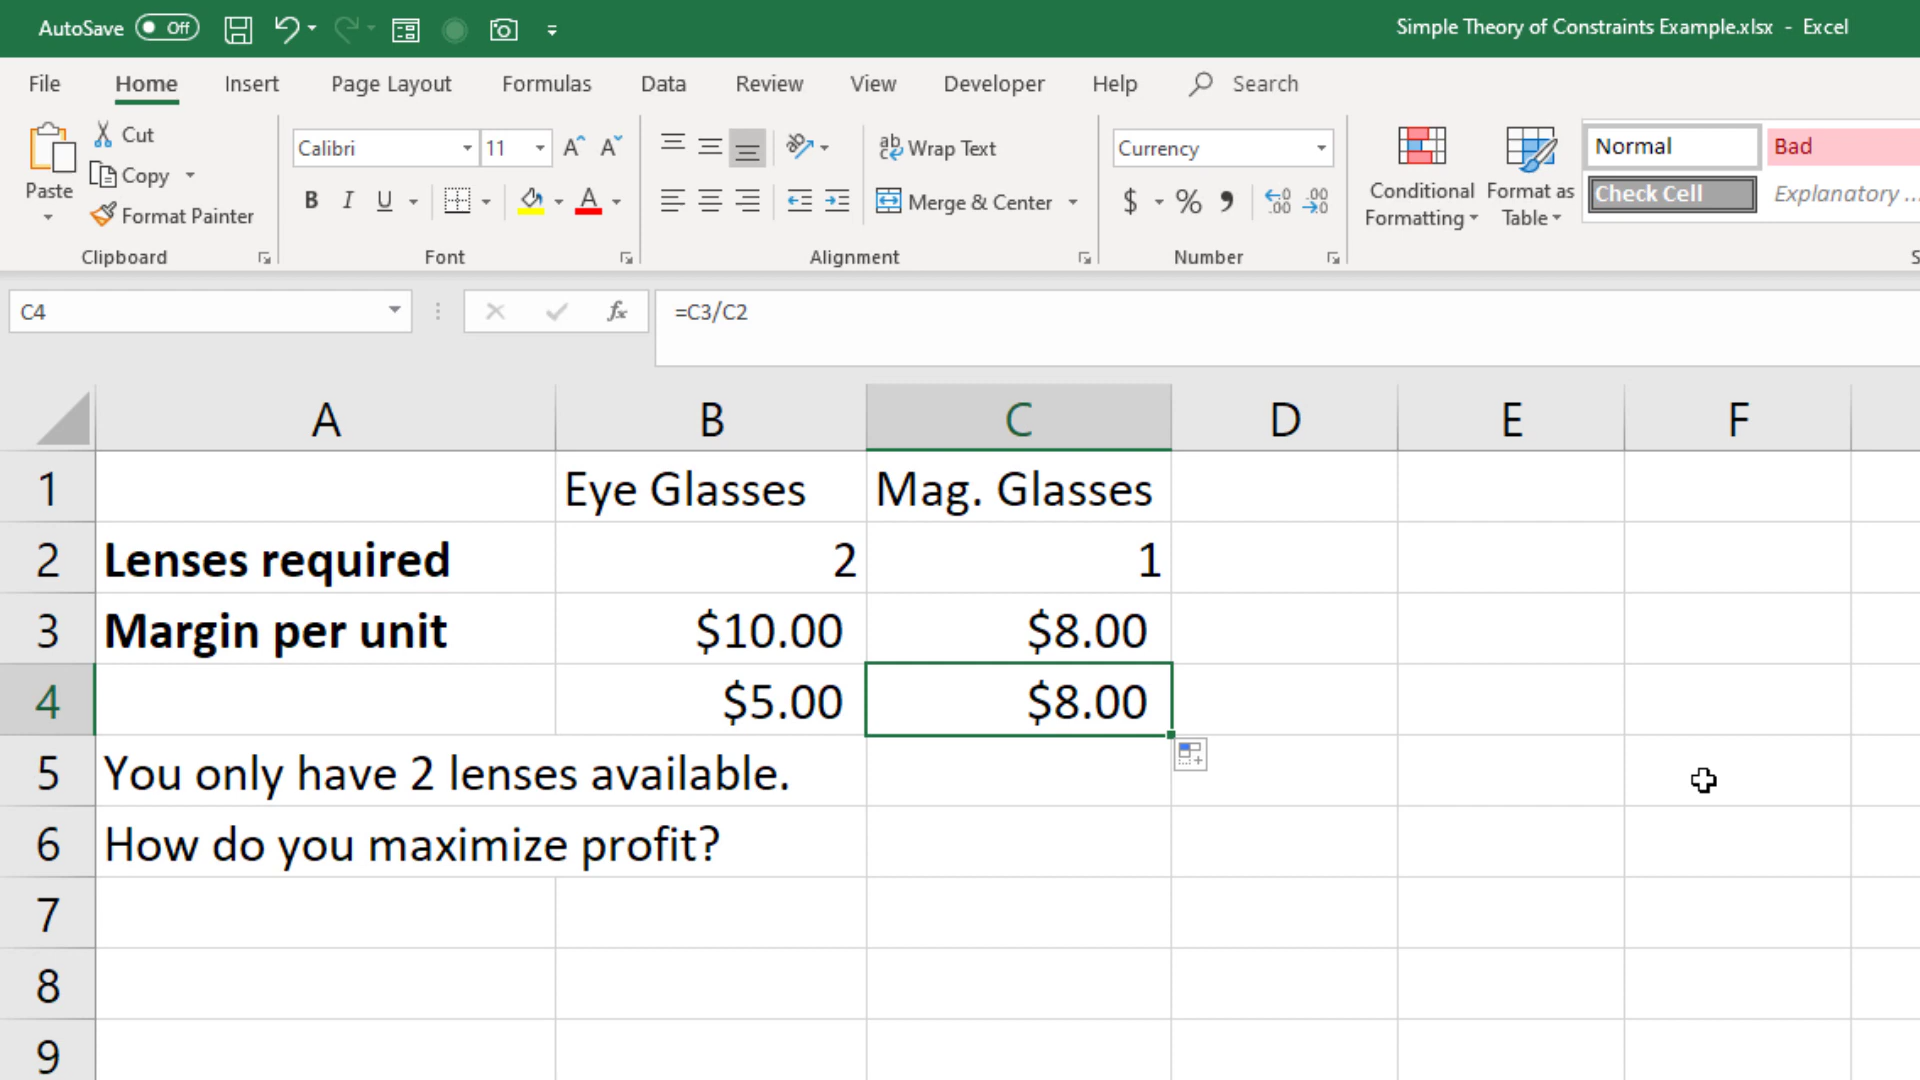 AutoSave Off Simple Theory of Constraints Example.xlsx - Excel
File Home Insert Page Layout Formulas Data Review View Developer Help Search
Paste Cut Copy Format Painter
Clipboard
Calibri 11
B I U A
Font
ab Wrap Text
Merge & Center
Alignment
Currency
$ % ,
Number
Conditional Formatting
Format as Table
Normal Bad
Check Cell Explanatory ...
C4 fx =C3/C2
A B C D E F
1 Eye Glasses Mag. Glasses
2 Lenses required 2 1
3 Margin per unit $10.00 $8.00
4 $5.00 $8.00
5 You only have 2 lenses available.
6 How do you maximize profit?
7
8
9